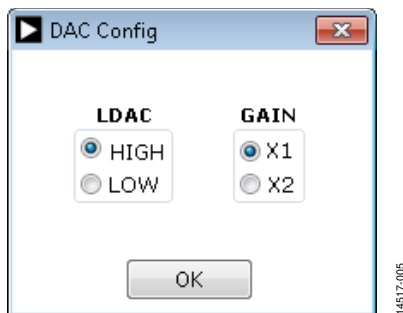 DAC Config
LDAC GAIN
HIGH X1
LOW X2
OK
14517-005